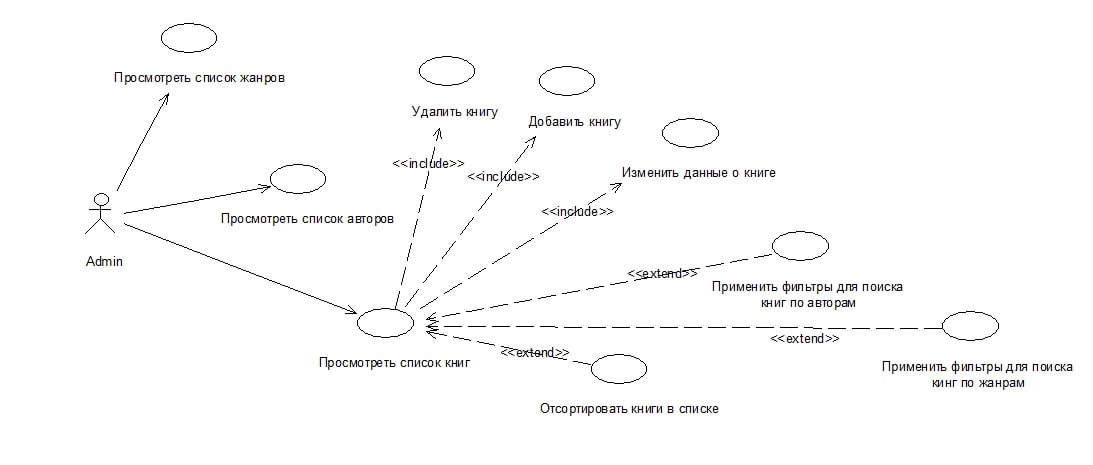 Просмотреть список жанров
Удалить книгу
Добавить книгу
<<include>>
<<include>>
Изменить данные о книге
<<include>>
Просмотреть список авторов
Admin
<<extend>>
Применить фильтры для поиска
книг по авторам
<<extend>>
<<extend>>
Просмотреть список книг
Применить фильтры для поиска
кинг по жанрам
Отсортировать книги в списке